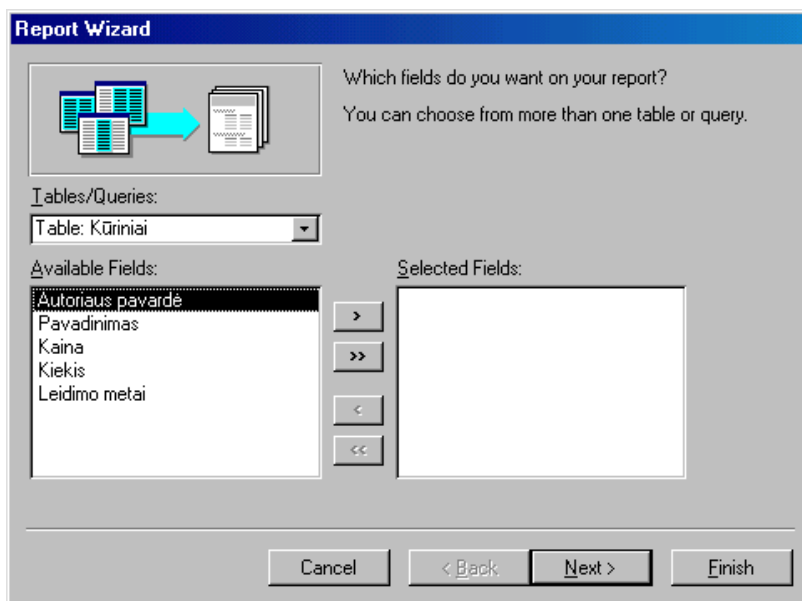 Report Wizard
Which fields do you want on your report?
You can choose from more than one table or query.
Tables/Queries:
Table: Kūriniai
Available Fields:
Selected Fields:
Autoriaus pavardė
Pavadinimas
Kaina
Kiekis
Leidimo metai
>
>>
<
<<
Cancel
< Back
Next >
Finish